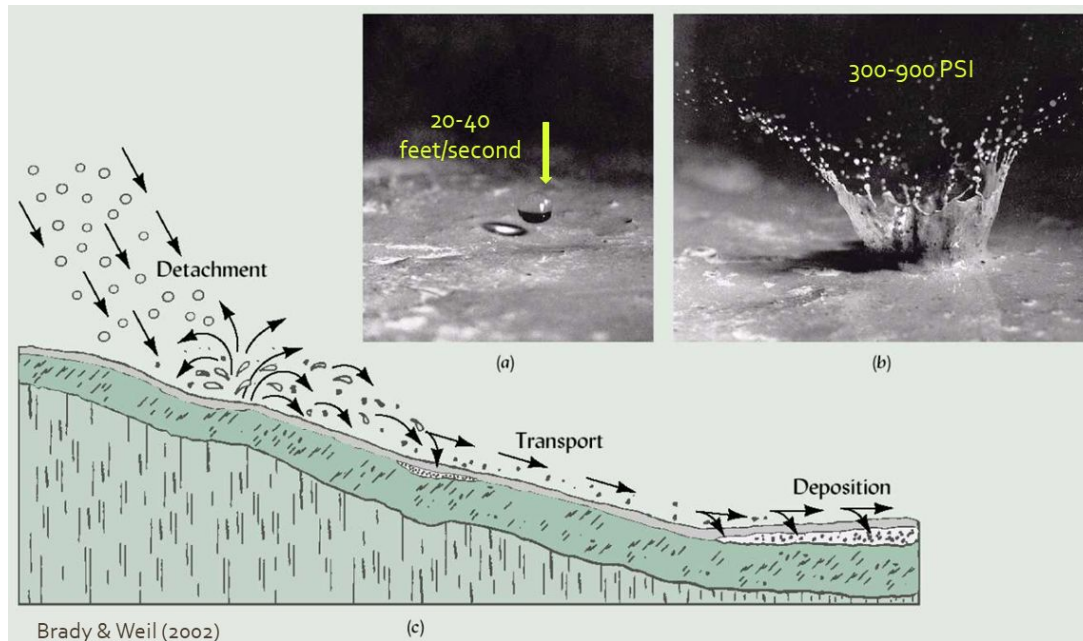 20-40
feet/second
300-900 PSI
(a)
(b)
Detachment
Transport
Deposition
Brady & Weil (2002)
(c)